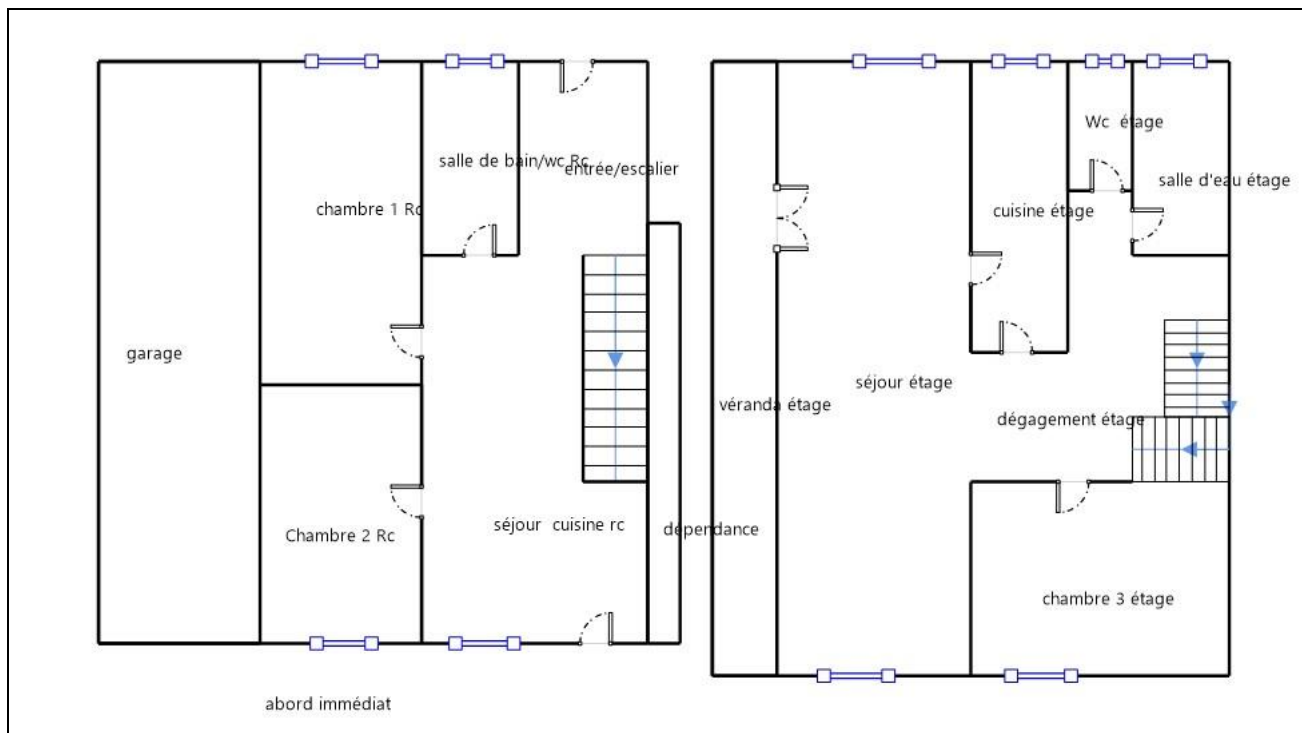 salle de bain/wc Rc
entrée/escalier
chambre 1 Rc
garage
Chambre 2 Rc
séjour  cuisine rc
dépendance
abord immédiat
Wc  étage
salle d'eau étage
cuisine étage
séjour étage
véranda étage
dégagement étage
chambre 3 étage